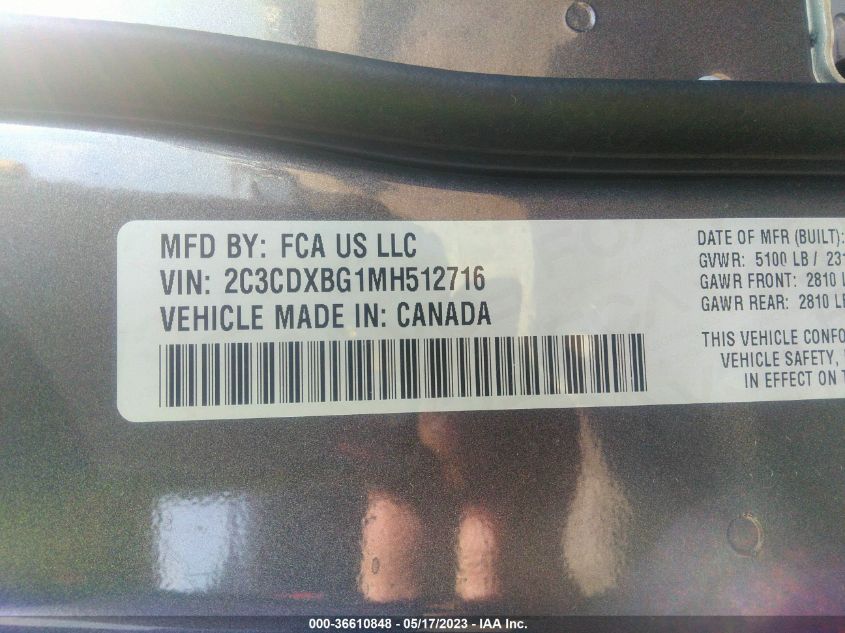 MFD BY: FCA US LLC
VIN: 2C3CDXBG1MH512716
VEHICLE MADE IN: CANADA
DATE OF MFR (BUILT):
GVWR: 5100 LB / 231
GAWR FRONT: 2810 L
GAWR REAR: 2810 LB
THIS VEHICLE CONFO
VEHICLE SAFETY,
IN EFFECT ON T
000-36610848 - 05/17/2023 - IAA Inc.